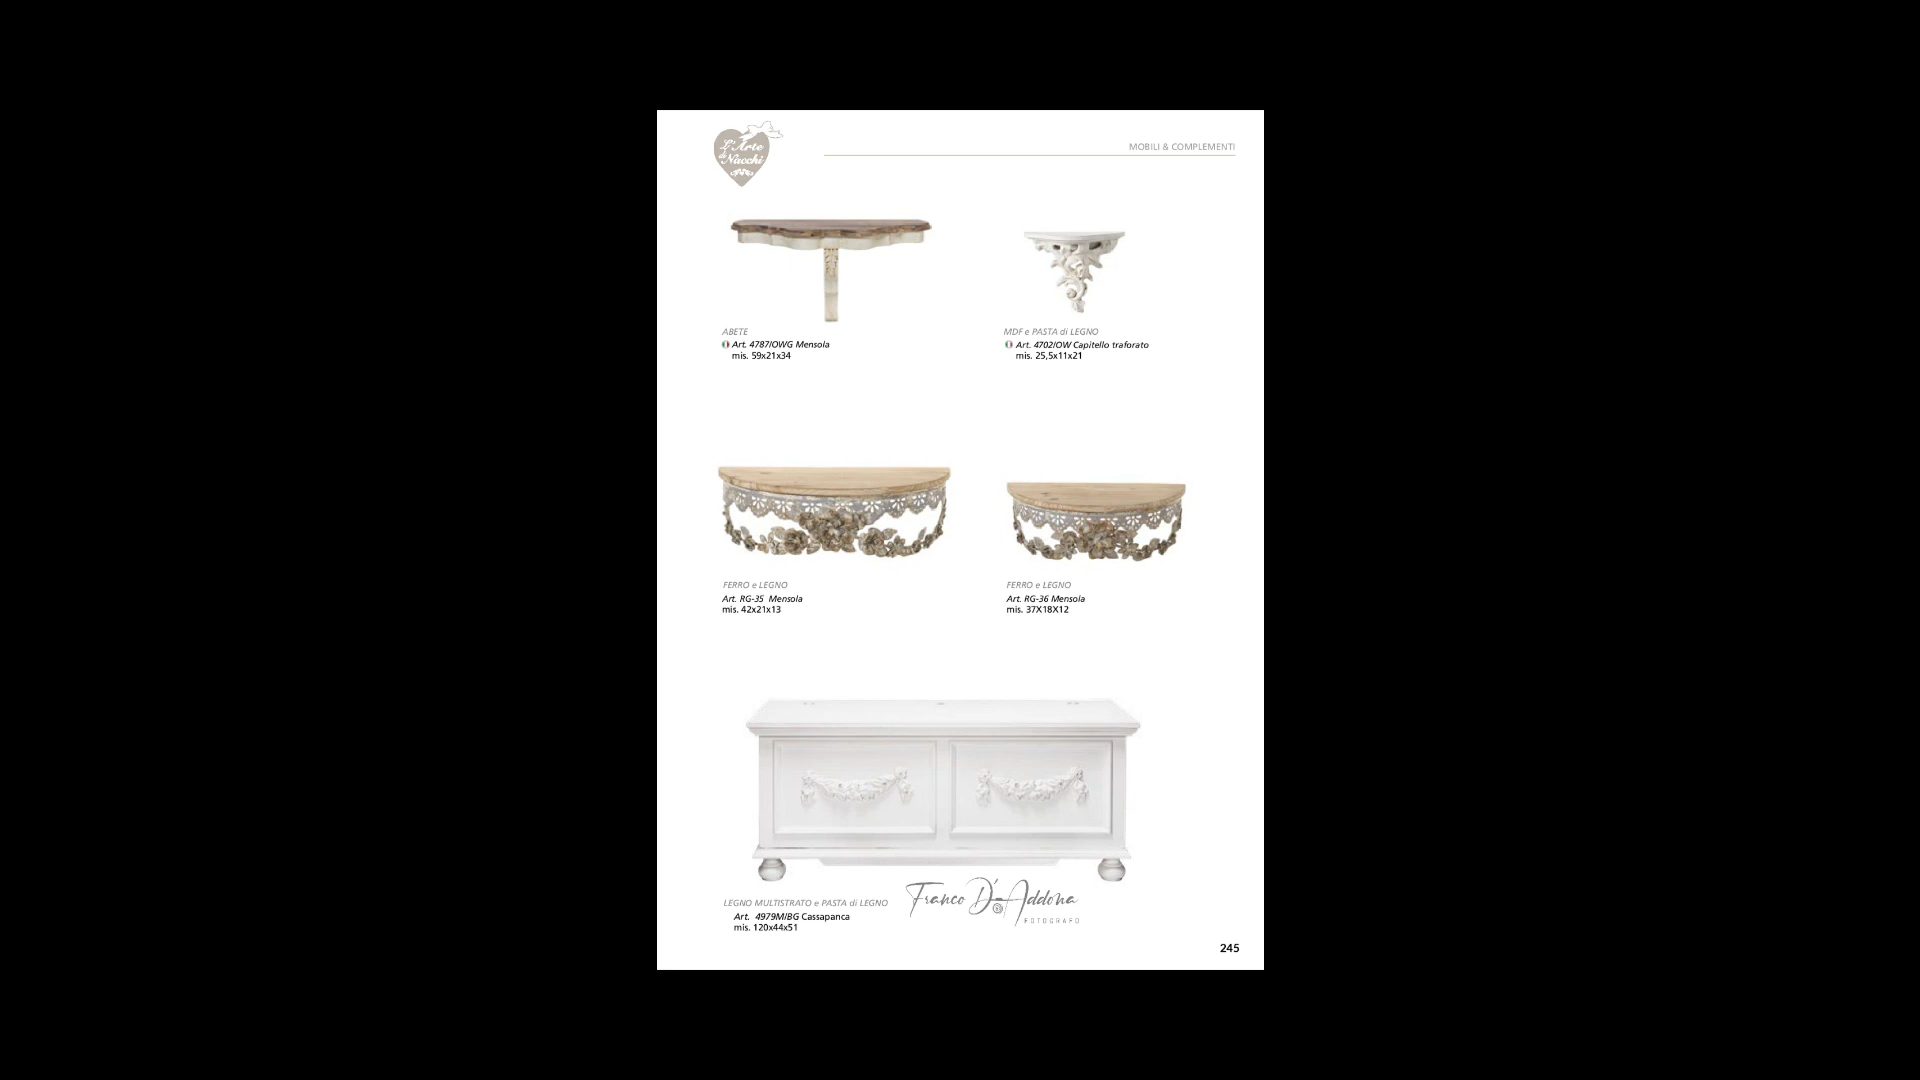 L'Arte
di Nacchi
MOBILI & COMPLEMENTI
ABETE
Art. 4787/OWG Mensola
mis. 59x21x34
MDF e PASTA di LEGNO
Art. 4702/OW Capitello traforato
mis. 25,5x11x21
FERRO e LEGNO
Art. RG-35 Mensola
mis. 42x21x13
FERRO e LEGNO
Art. RG-36 Mensola
mis. 37X18X12
LEGNO MULTISTRATO e PASTA di LEGNO
Art. 4979M/BG Cassapanca
mis. 120x44x51
Franco D'Addona
FOTOGRAFO
245